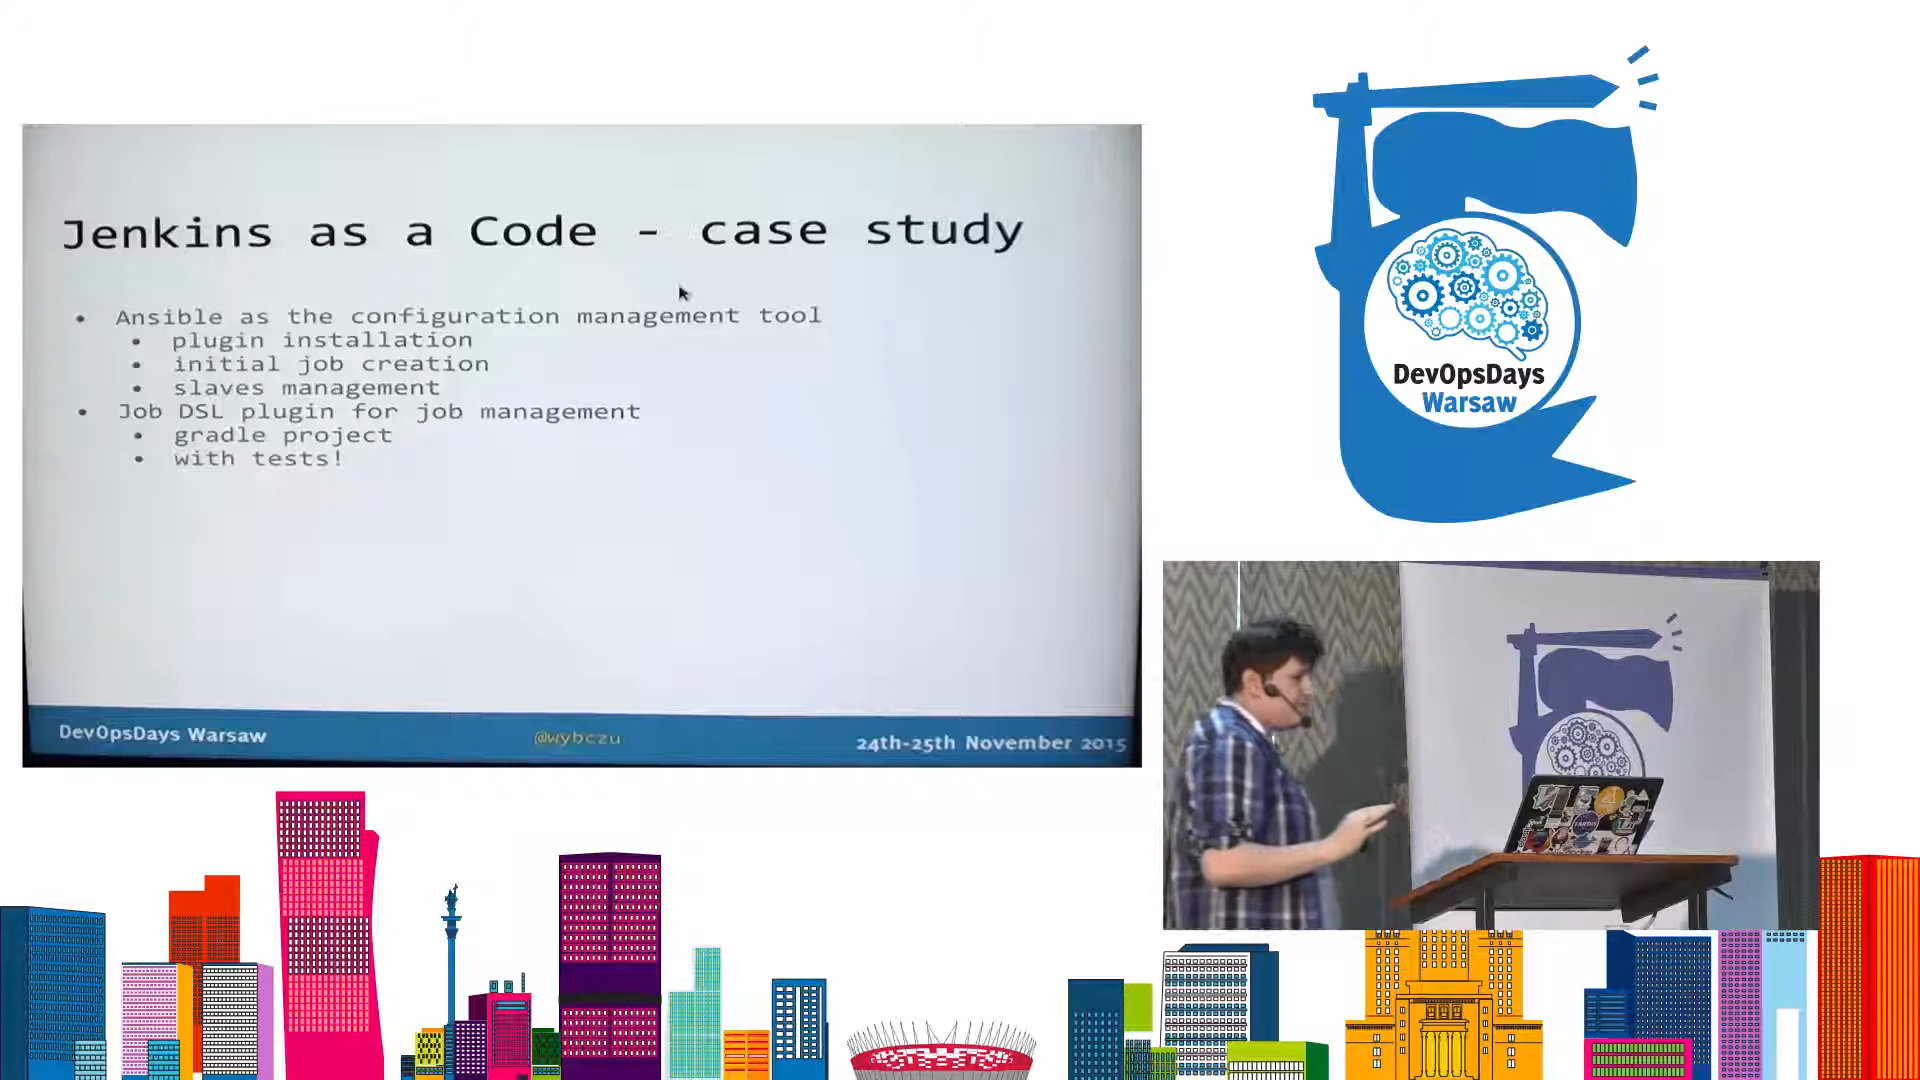 Jenkins as a Code - case study
• Ansible as the configuration management tool
• plugin installation
• initial job creation
• slaves management
• Job DSL plugin for job management
• gradle project
• with tests!
DevOpsDays Warsaw
@wybczu
24th-25th November 2015
DevOpsDays
Warsaw